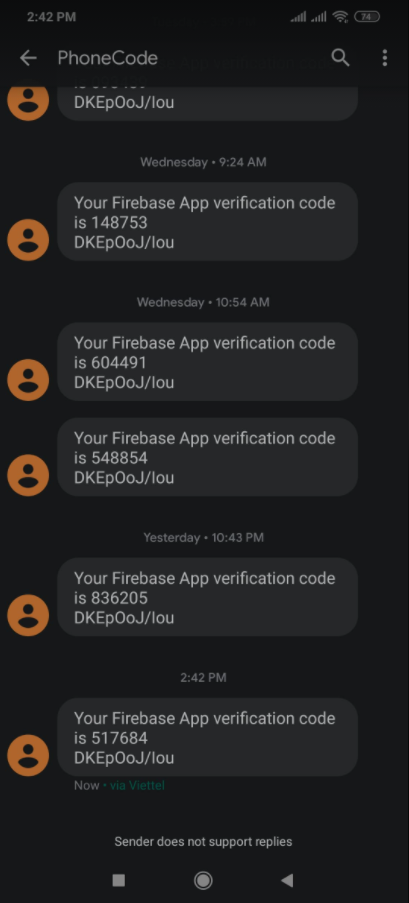 2:42 PM
74
PhoneCode
DKEpOoJ/Iou
Wednesday • 9:24 AM
Your Firebase App verification code
is 148753
DKEpOoJ/Iou
Wednesday • 10:54 AM
Your Firebase App verification code
is 604491
DKEpOoJ/Iou
Your Firebase App verification code
is 548854
DKEpOoJ/Iou
Yesterday • 10:43 PM
Your Firebase App verification code
is 836205
DKEpOoJ/Iou
2:42 PM
Your Firebase App verification code
is 517684
DKEpOoJ/Iou
Now • via Viettel
Sender does not support replies